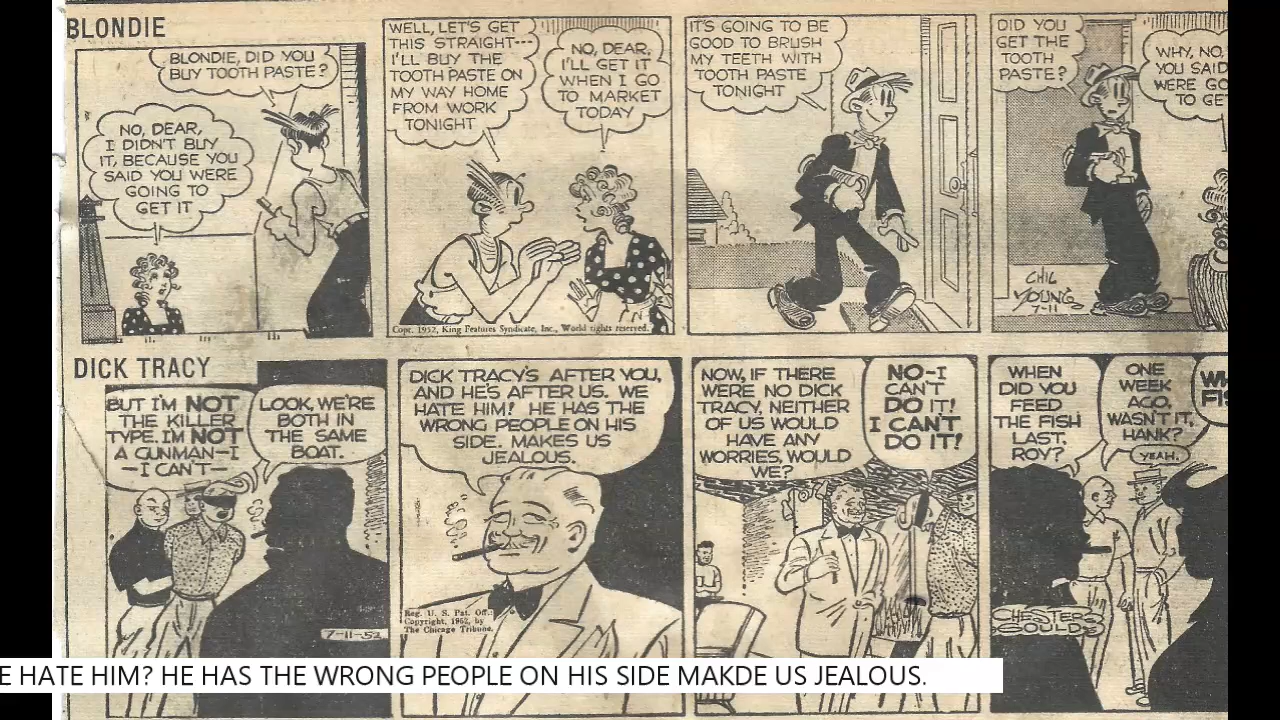 BLONDIE
BLONDIE, DID YOU
BUY TOOTH PASTE?
NO, DEAR,
I DIDN'T BUY
IT, BECAUSE YOU
SAID YOU WERE
GOING TO
GET IT
WELL, LET'S GET
THIS STRAIGHT---
I'LL BUY THE
TOOTH PASTE ON
MY WAY HOME
FROM WORK
TONIGHT
NO, DEAR,
I'LL GET IT
WHEN I GO
TO MARKET
TODAY
Copr. 1952, King Features Syndicate, Inc., World rights reserved.
IT'S GOING TO BE
GOOD TO BRUSH
MY TEETH WITH
TOOTH PASTE
TONIGHT
DID YOU
GET THE
TOOTH
PASTE?
WHY, NO,
YOU SAID
WERE GO
TO GET
CHIC
YOUNG
7-11
DICK TRACY
BUT I'M NOT
THE KILLER
TYPE. I'M NOT
A GUNMAN-I
-I CAN'T-
LOOK, WE'RE
BOTH IN
THE SAME
BOAT.
7-11-52
DICK TRACY'S AFTER YOU,
AND HE'S AFTER US. WE
HATE HIM! HE HAS THE
WRONG PEOPLE ON HIS
SIDE. MAKES US
JEALOUS.
Reg. U. S. Pat. Off.:
Copyright, 1952, by
The Chicago Tribune.
NOW, IF THERE
WERE NO DICK
TRACY, NEITHER
OF US WOULD
HAVE ANY
WORRIES, WOULD
WE?
NO-I
CAN'T
DO IT!
I CAN'T
DO IT!
WHEN
DID YOU
FEED
THE FISH
LAST,
ROY?
ONE
WEEK
AGO,
WASN'T IT,
HANK?
YEAH.
WH
FIS
CHESTER
GOULD
E HATE HIM? HE HAS THE WRONG PEOPLE ON HIS SIDE MAKDE US JEALOUS.